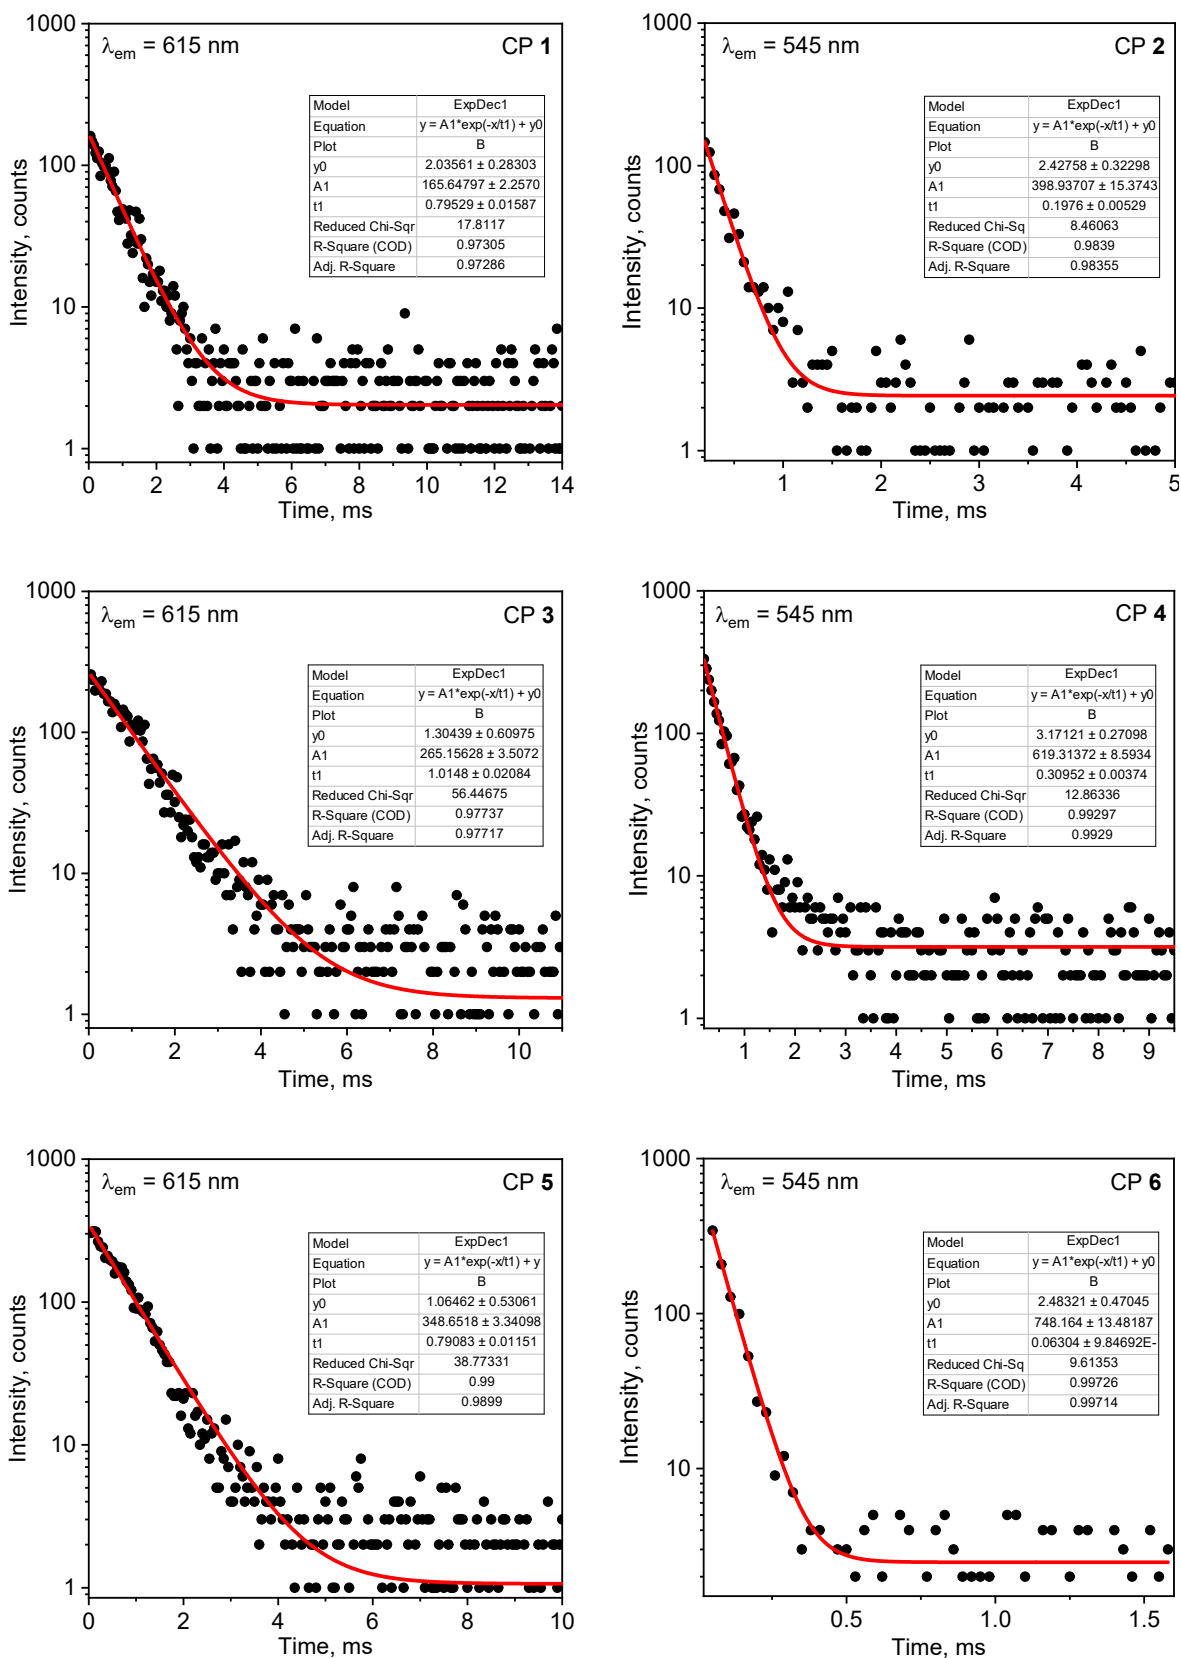 λem = 615 nm CP 1
1000
100
10
1
Intensity, counts
Model ExpDec1
Equation y = A1*exp(-x/t1) + y0
Plot B
y0 2.03561 ± 0.28303
A1 165.64797 ± 2.2570
t1 0.79529 ± 0.01587
Reduced Chi-Sqr 17.8117
R-Square (COD) 0.97305
Adj. R-Square 0.97286
0 2 4 6 8 10 12 14
Time, ms
λem = 545 nm CP 2
1000
100
10
1
Intensity, counts
Model ExpDec1
Equation y = A1*exp(-x/t1) + y0
Plot B
y0 2.42758 ± 0.32298
A1 398.93707 ± 15.3743
t1 0.1976 ± 0.00529
Reduced Chi-Sq 8.46063
R-Square (COD) 0.9839
Adj. R-Square 0.98355
1 2 3 4 5
Time, ms
λem = 615 nm CP 3
1000
100
10
1
Intensity, counts
Model ExpDec1
Equation y = A1*exp(-x/t1) + y0
Plot B
y0 1.30439 ± 0.60975
A1 265.15628 ± 3.5072
t1 1.0148 ± 0.02084
Reduced Chi-Sqr 56.44675
R-Square (COD) 0.97737
Adj. R-Square 0.97717
0 2 4 6 8 10
Time, ms
λem = 545 nm CP 4
1000
100
10
1
Intensity, counts
Model ExpDec1
Equation y = A1*exp(-x/t1) + y0
Plot B
y0 3.17121 ± 0.27098
A1 619.31372 ± 8.5934
t1 0.30952 ± 0.00374
Reduced Chi-Sqr 12.86336
R-Square (COD) 0.99297
Adj. R-Square 0.9929
1 2 3 4 5 6 7 8 9
Time, ms
λem = 615 nm CP 5
1000
100
10
1
Intensity, counts
Model ExpDec1
Equation y = A1*exp(-x/t1) + y
Plot B
y0 1.06462 ± 0.53061
A1 348.6518 ± 3.34098
t1 0.79083 ± 0.01151
Reduced Chi-Sqr 38.77331
R-Square (COD) 0.99
Adj. R-Square 0.9899
0 2 4 6 8 10
Time, ms
λem = 545 nm CP 6
1000
100
10
Intensity, counts
Model ExpDec1
Equation y = A1*exp(-x/t1) + y0
Plot B
y0 2.48321 ± 0.47045
A1 748.164 ± 13.48187
t1 0.06304 ± 9.84692E-
Reduced Chi-Sq 9.61353
R-Square (COD) 0.99726
Adj. R-Square 0.99714
0.5 1.0 1.5
Time, ms